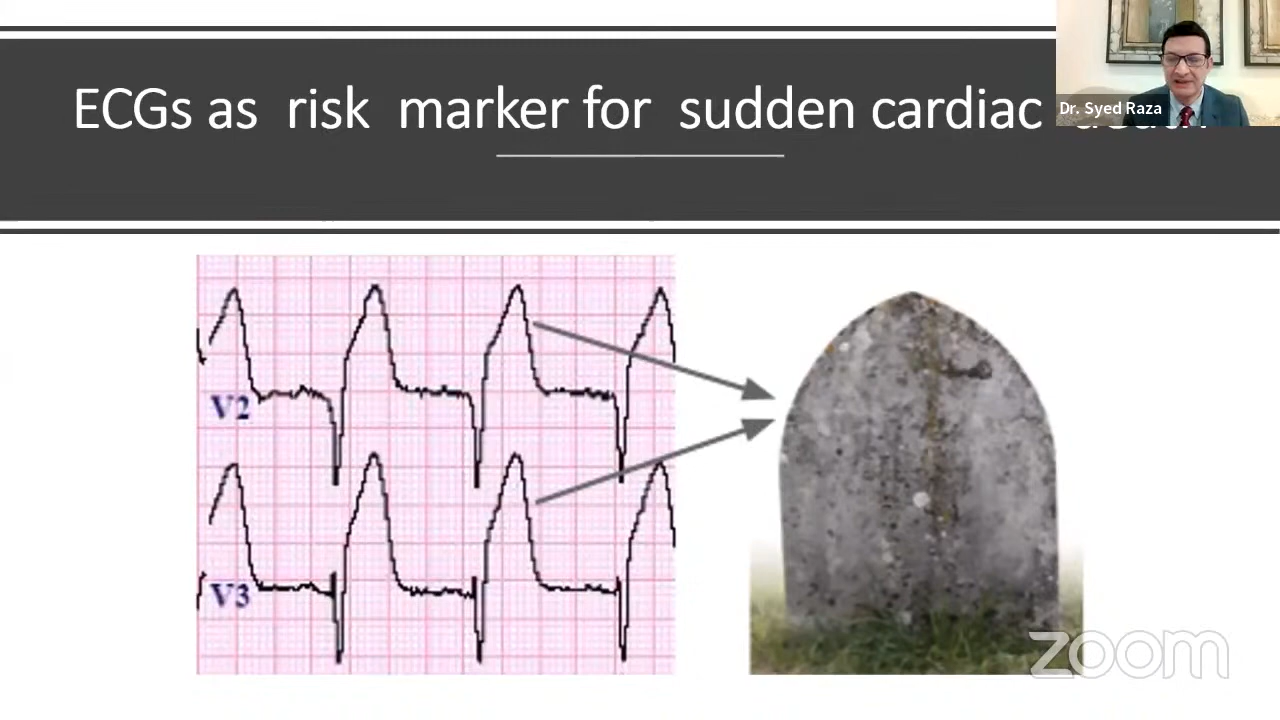 ECGs as risk marker for sudden cardiac
Dr. Syed Raza
V2
V3
zoom